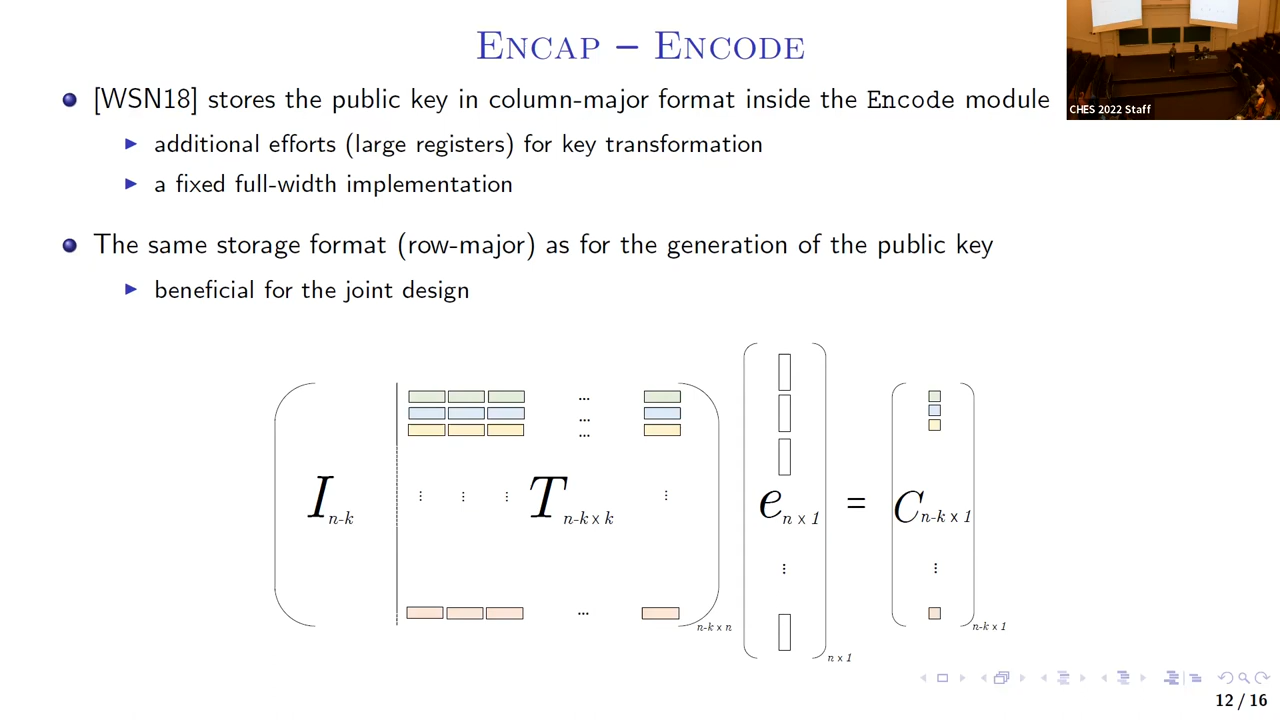 ENCAP – ENCODE
CHES 2022 Staff
[WSN18] stores the public key in column-major format inside the Encode module
additional efforts (large registers) for key transformation
a fixed full-width implementation
The same storage format (row-major) as for the generation of the public key
beneficial for the joint design
I n-k
T n-k x k
e n x 1
=
C n-k x 1
n-k x n
n x 1
n-k x 1
12 / 16